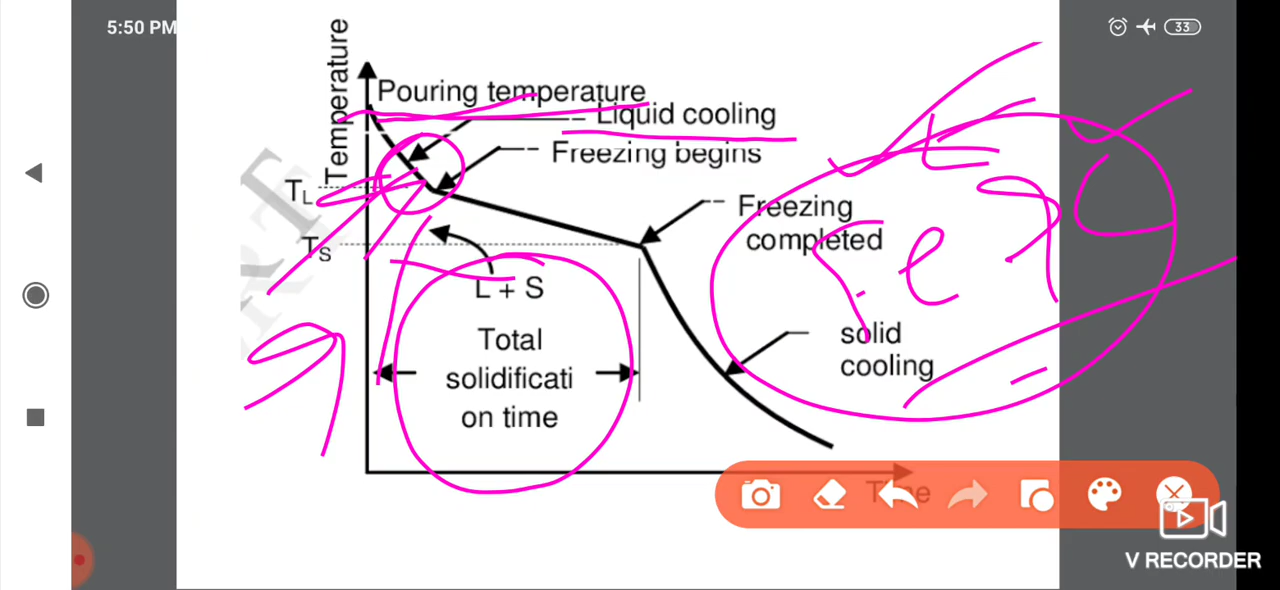 5:50 PM
33
Temperature
Pouring temperature
Liquid cooling
Freezing begins
TL
Freezing
completed
TS
L + S
Total
solidificati
on time
solid
cooling
V RECORDER